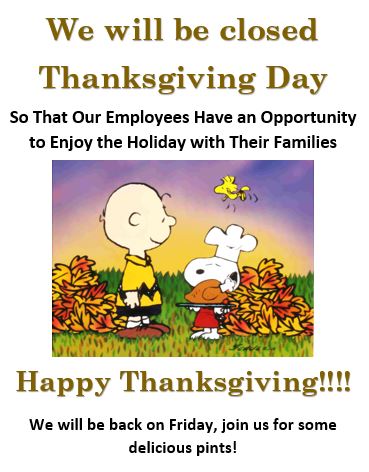 We will be closed
Thanksgiving Day
So That Our Employees Have an Opportunity
to Enjoy the Holiday with Their Families
Happy Thanksgiving!!!!
We will be back on Friday, join us for some
delicious pints!